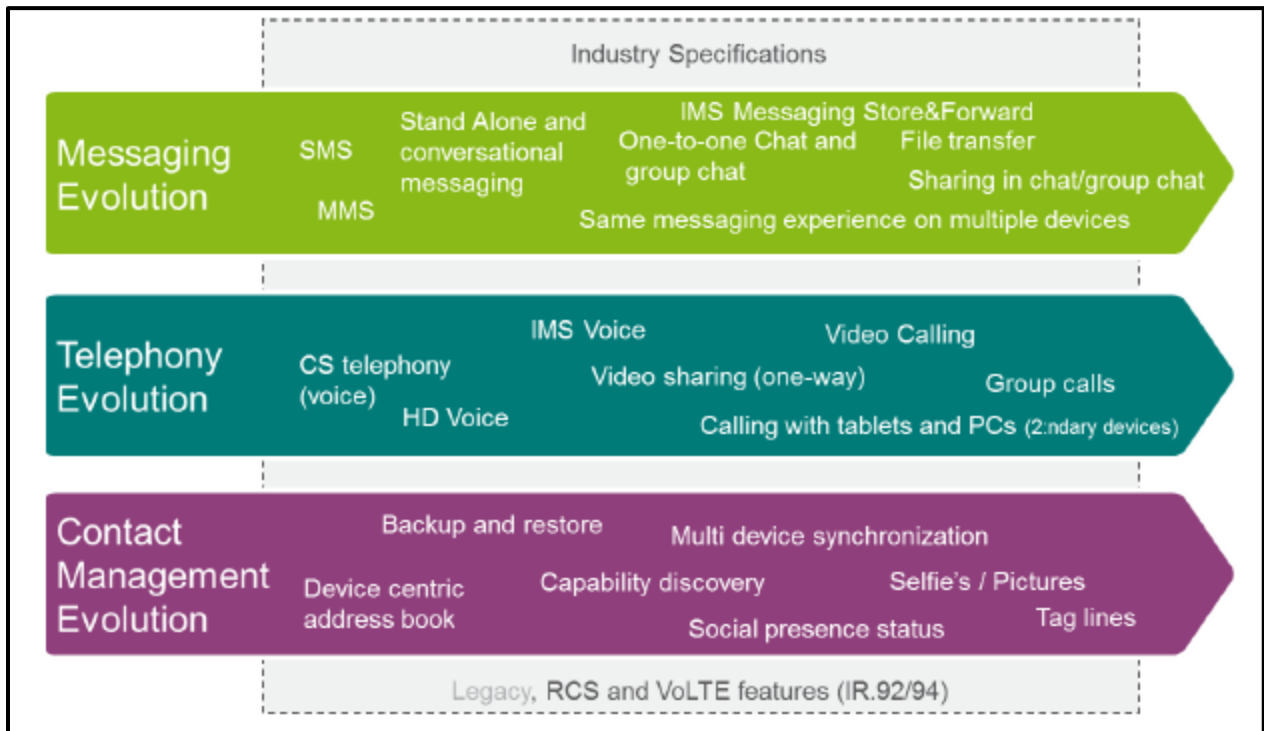 Industry Specifications
Messaging
Evolution
SMS
MMS
Stand Alone and
conversational
messaging
IMS Messaging Store&Forward
One-to-one Chat and
group chat
File transfer
Sharing in chat/group chat
Same messaging experience on multiple devices
Telephony
Evolution
CS telephony
(voice)
HD Voice
IMS Voice
Video sharing (one-way)
Video Calling
Group calls
Calling with tablets and PCs (2:ndary devices)
Contact
Management
Evolution
Backup and restore
Device centric
address book
Capability discovery
Multi device synchronization
Social presence status
Selfie's / Pictures
Tag lines
Legacy, RCS and VoLTE features (IR.92/94)